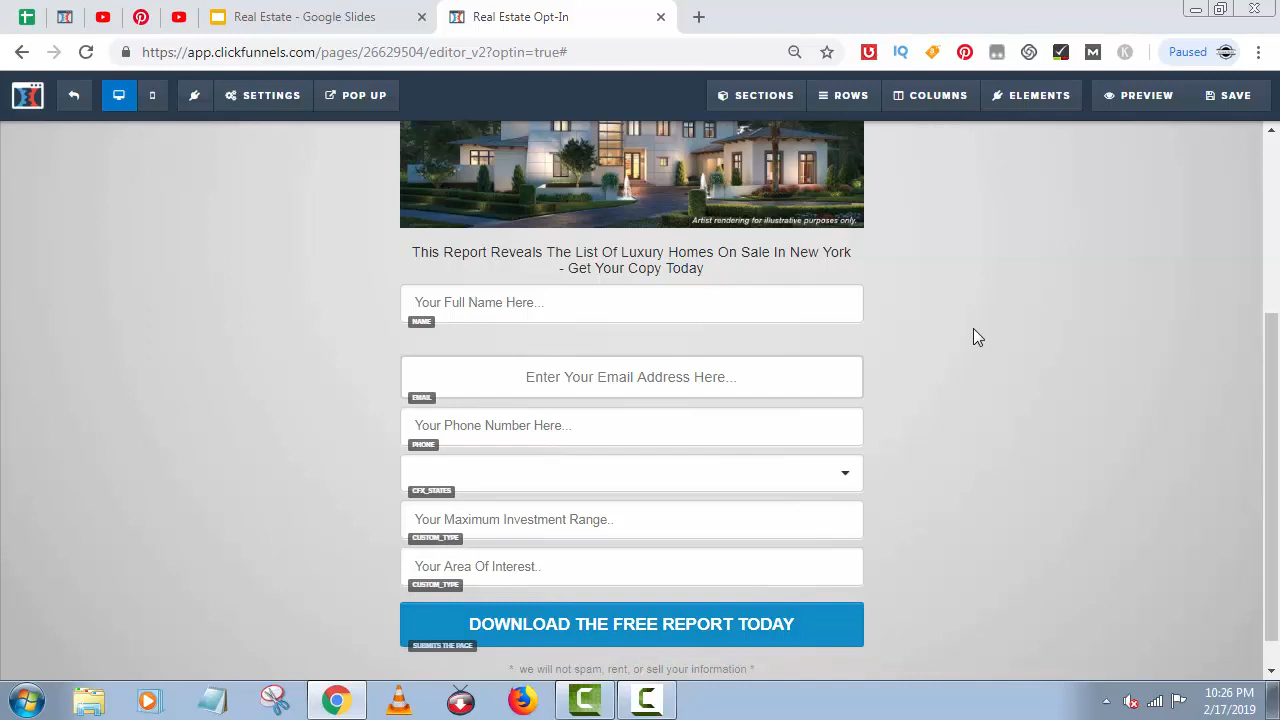 Real Estate - Google Slides
Real Estate Opt-In
https://app.clickfunnels.com/pages/26629504/editor_v2?optin=true#
IQ
M
K
Paused
SETTINGS
POP UP
SECTIONS
ROWS
COLUMNS
ELEMENTS
PREVIEW
SAVE
Artist rendering for illustrative purposes only.
This Report Reveals The List Of Luxury Homes On Sale In New York
- Get Your Copy Today
Your Full Name Here...
NAME
Enter Your Email Address Here...
EMAIL
Your Phone Number Here...
PHONE
CFX_STATES
Your Maximum Investment Range..
CUSTOM_TYPE
Your Area Of Interest..
CUSTOM_TYPE
DOWNLOAD THE FREE REPORT TODAY
SUBMITS THE PAGE
* we will not spam, rent, or sell your information *
10:26 PM
2/17/2019